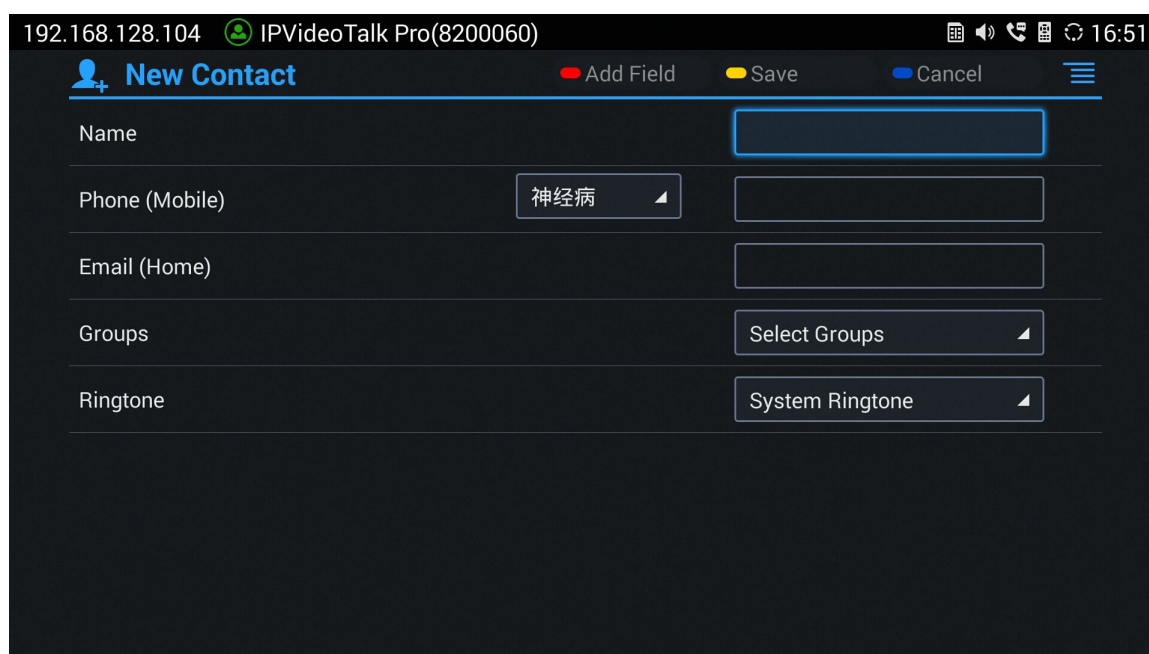 192.168.128.104 IPVideoTalk Pro(8200060) 16:51
New Contact Add Field Save Cancel
Name
Phone (Mobile) 神经病
Email (Home)
Groups Select Groups
Ringtone System Ringtone